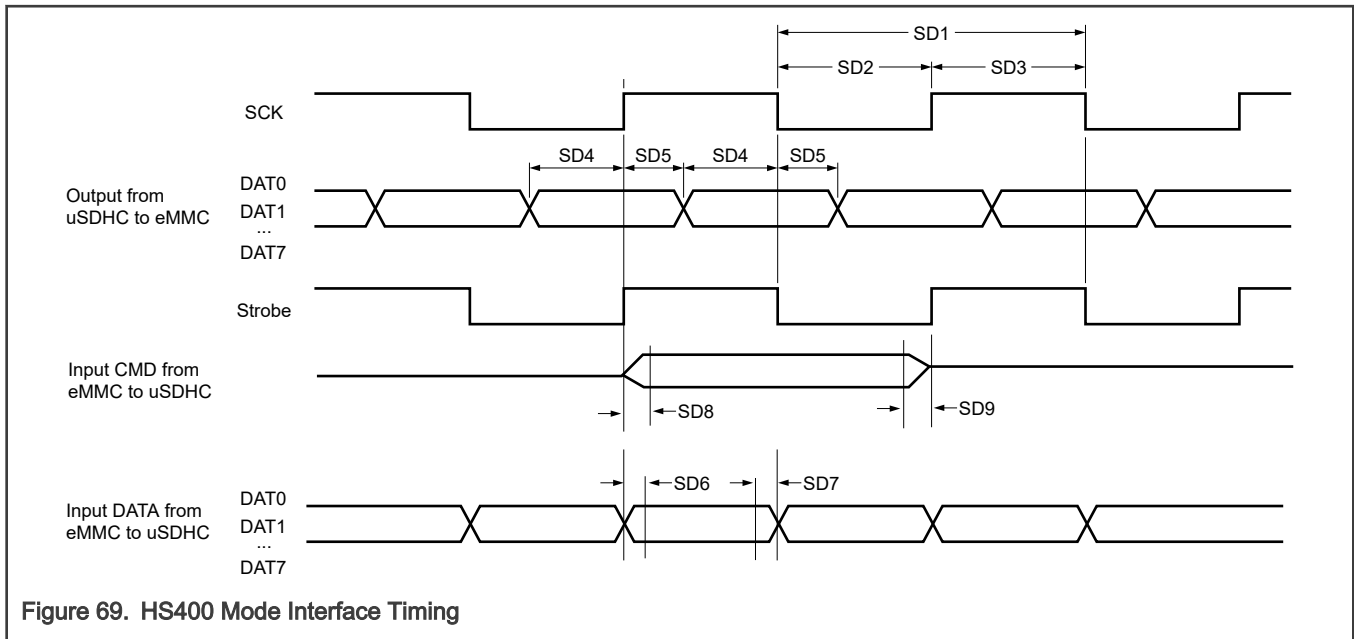 SD1
SD2 SD3
SCK
SD4 SD5 SD4 SD5
Output from
uSDHC to eMMC
DAT0
DAT1
...
DAT7
Strobe
Input CMD from
eMMC to uSDHC
SD8 SD9
SD6 SD7
Input DATA from
eMMC to uSDHC
DAT0
DAT1
...
DAT7
Figure 69. HS400 Mode Interface Timing